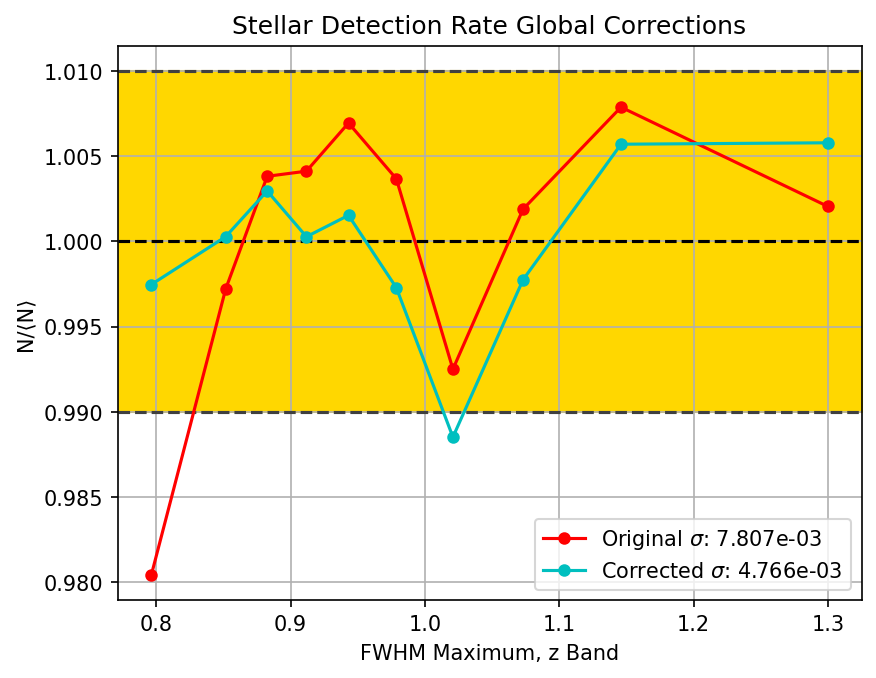 Stellar Detection Rate Global Corrections
N/⟨N⟩
1.010
1.005
1.000
0.995
0.990
0.985
0.980
Original σ: 7.807e-03
Corrected σ: 4.766e-03
0.8 0.9 1.0 1.1 1.2 1.3
FWHM Maximum, z Band